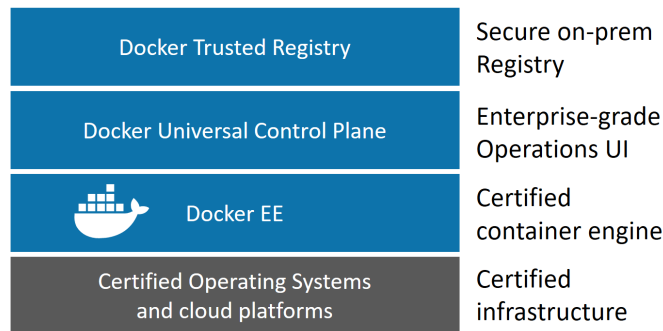 Docker Trusted Registry
Secure on-prem
Registry
Docker Universal Control Plane
Enterprise-grade
Operations UI
Docker EE
Certified
container engine
Certified Operating Systems
and cloud platforms
Certified
infrastructure